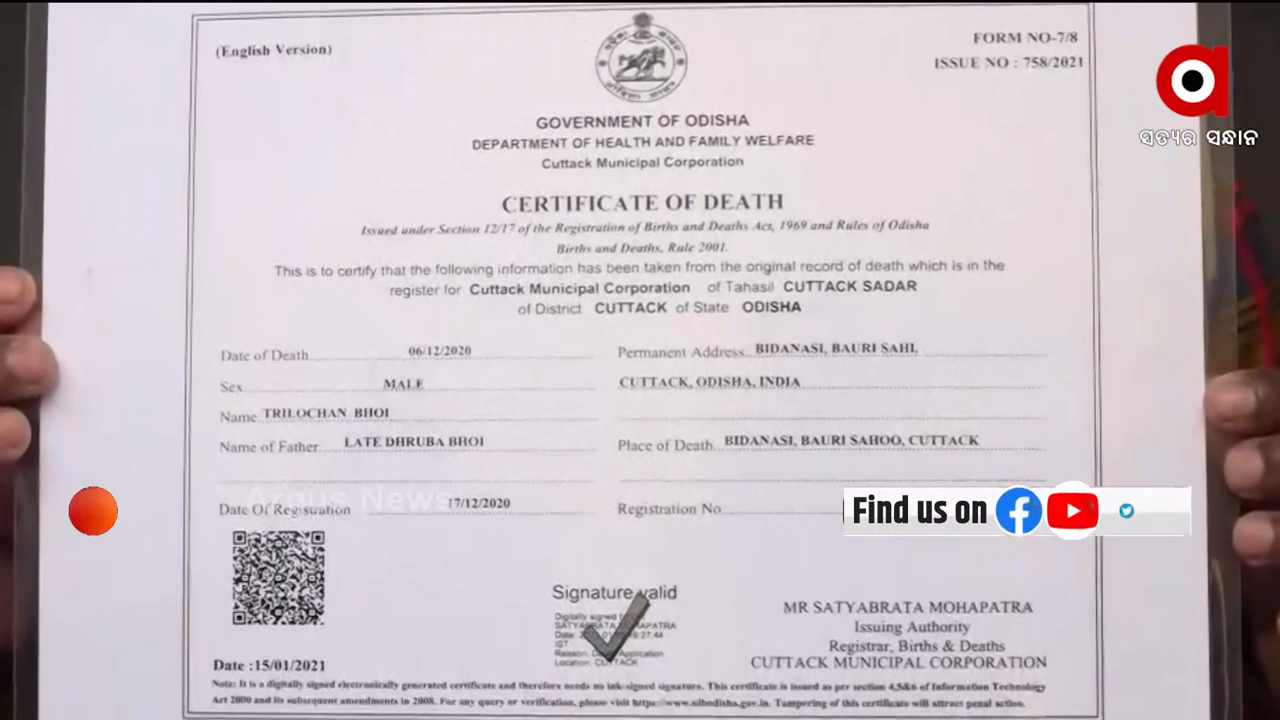 (English Version)
FORM NO-7/8
ISSUE NO : 758/2021
ସତ୍ୟର ସନ୍ଧାନ
GOVERNMENT OF ODISHA
DEPARTMENT OF HEALTH AND FAMILY WELFARE
Cuttack Municipal Corporation
CERTIFICATE OF DEATH
Issued under Section 12/17 of the Registration of Births and Deaths Act, 1969 and Rules of Odisha
Births and Deaths, Rule 2001.
This is to certify that the following information has been taken from the original record of death which is in the
register for Cuttack Municipal Corporation of Tahasil CUTTACK SADAR
of District CUTTACK of State ODISHA
Date of Death 06/12/2020
Sex MALE
Name TRILOCHAN BHOI
Name of Father LATE DHRUBA BHOI
Permanent Address BIDANASI, BAURI SAHI,
CUTTACK, ODISHA, INDIA
Place of Death BIDANASI, BAURI SAHOO, CUTTACK
Argus News
Date Of Registration 17/12/2020
Registration No
Find us on
Signature valid
Digitally signed by
SATYABRATA MOHAPATRA
Date: 16:27:44
IST
Reason: Application
Location: CUTTACK
MR SATYABRATA MOHAPATRA
Issuing Authority
Registrar, Births & Deaths
CUTTACK MUNICIPAL CORPORATION
Date :15/01/2021
Note: It is a digitally signed electronically generated certificate and therefore needs no ink-signed signature. This certificate is issued as per section 4,5&6 of Information Technology
Act 2000 and its subsequent amendments in 2008. For any query or verification, please visit https://www.ulbodisha.gov.in. Tampering of this certificate will attract penal action.